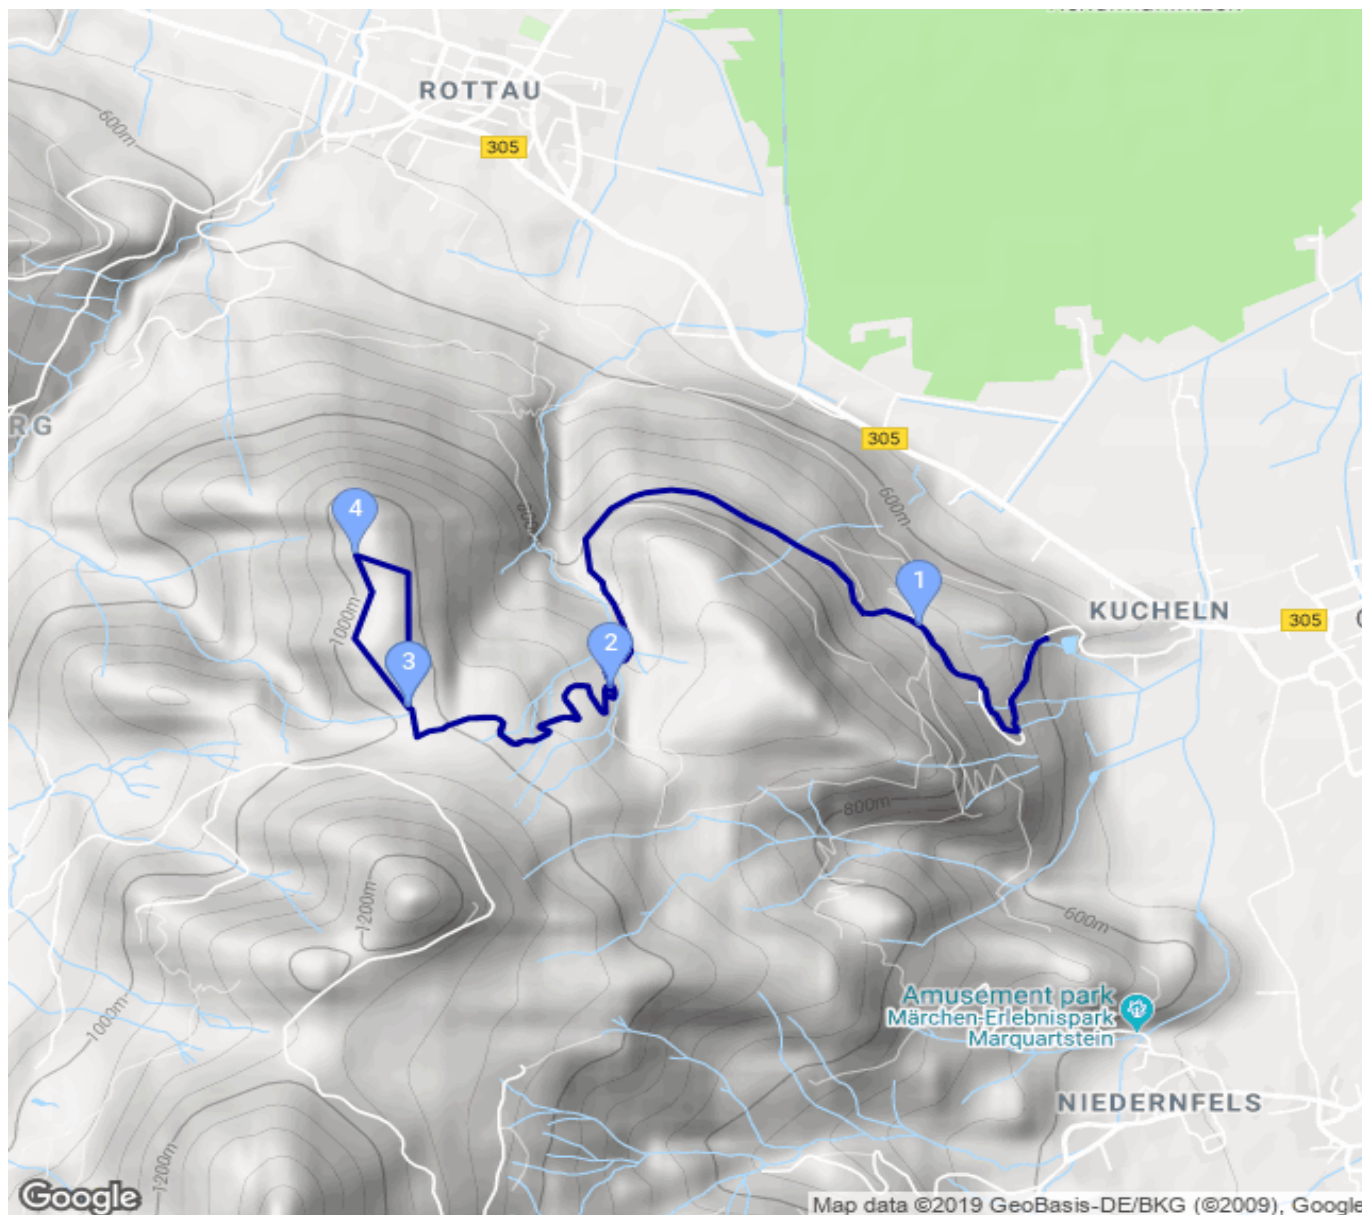 ROTTAU
600m
305
RG
305
600m
4
600
1
1000m
KUCHELN
305
2
3
800m
1200m
600m
1000m
Amusement park
Märchen-Erlebnispark
Marquartstein
NIEDERNFELS
1200m
Google
Map data ©2019 GeoBasis-DE/BKG (©2009), Google